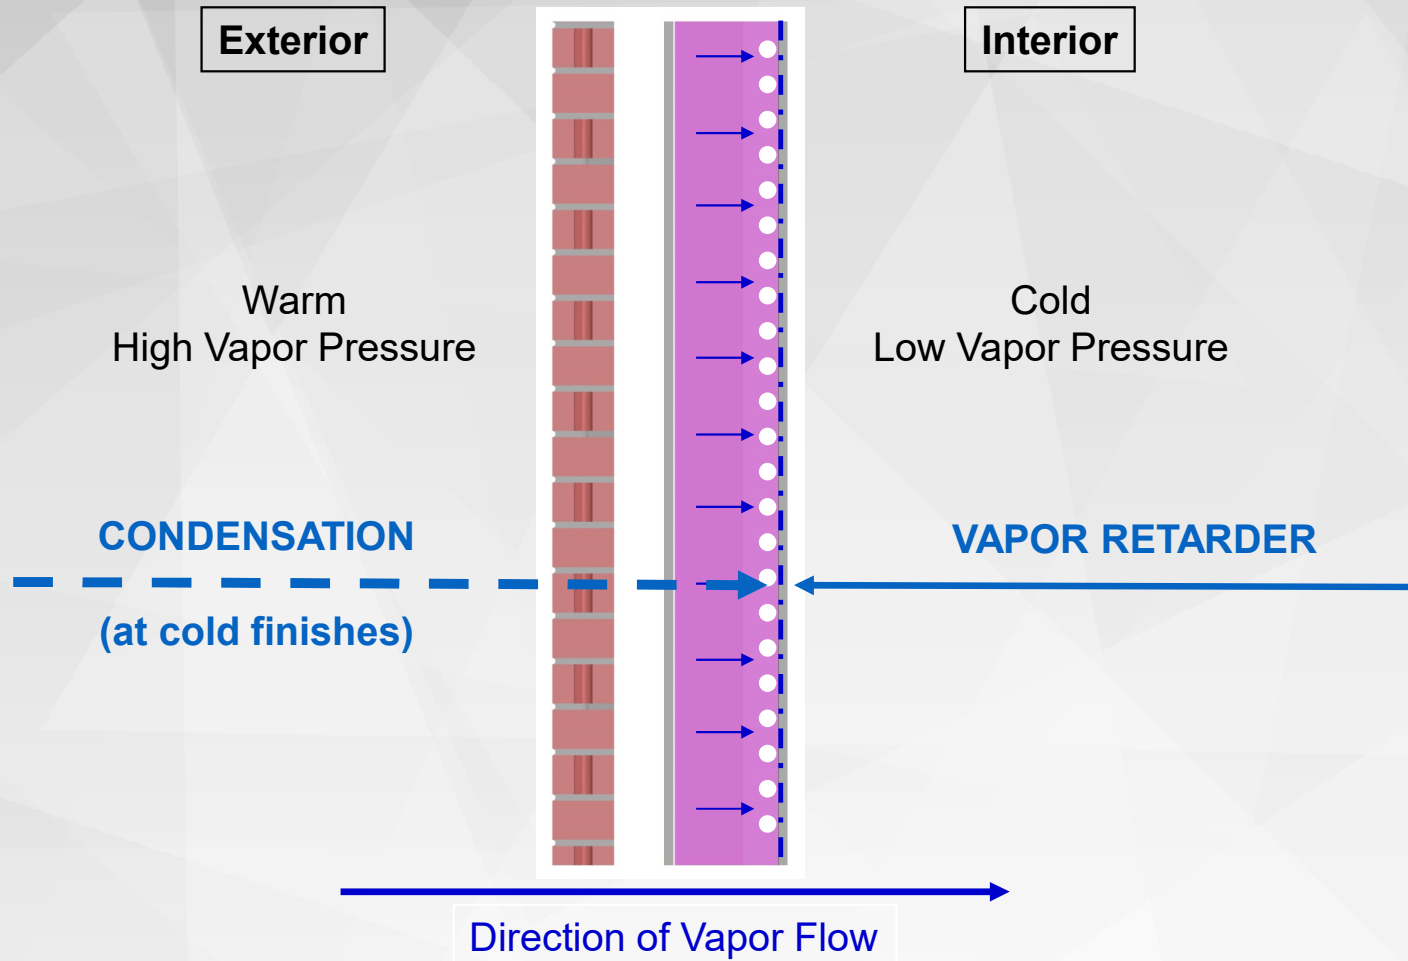 Exterior
Interior
Warm
High Vapor Pressure
Cold
Low Vapor Pressure
CONDENSATION
(at cold finishes)
VAPOR RETARDER
Direction of Vapor Flow